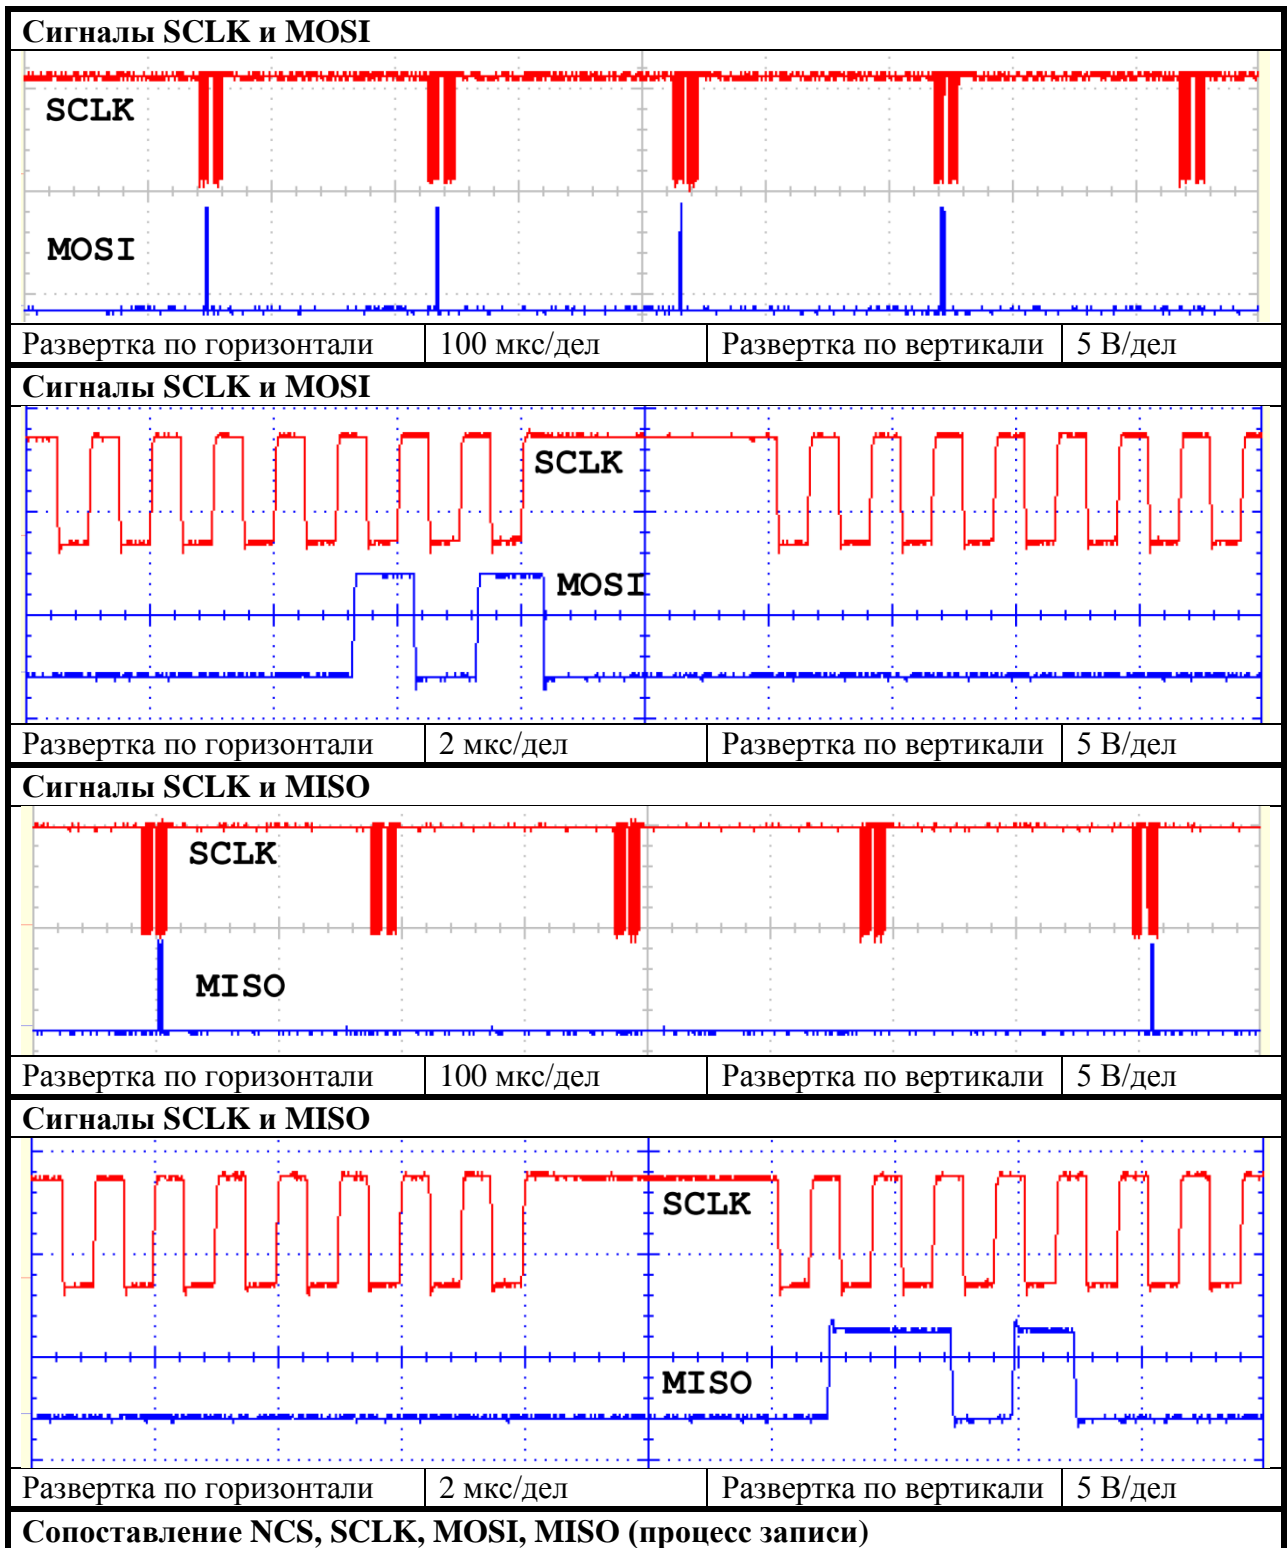 Сигналы SCLK и MOSI
SCLK
MOSI
Развертка по горизонтали 100 мкс/дел Развертка по вертикали 5 В/дел
Сигналы SCLK и MOSI
SCLK
MOSI
Развертка по горизонтали 2 мкс/дел Развертка по вертикали 5 В/дел
Сигналы SCLK и MISO
SCLK
MISO
Развертка по горизонтали 100 мкс/дел Развертка по вертикали 5 В/дел
Сигналы SCLK и MISO
SCLK
MISO
Развертка по горизонтали 2 мкс/дел Развертка по вертикали 5 В/дел
Сопоставление NCS, SCLK, MOSI, MISO (процесс записи)